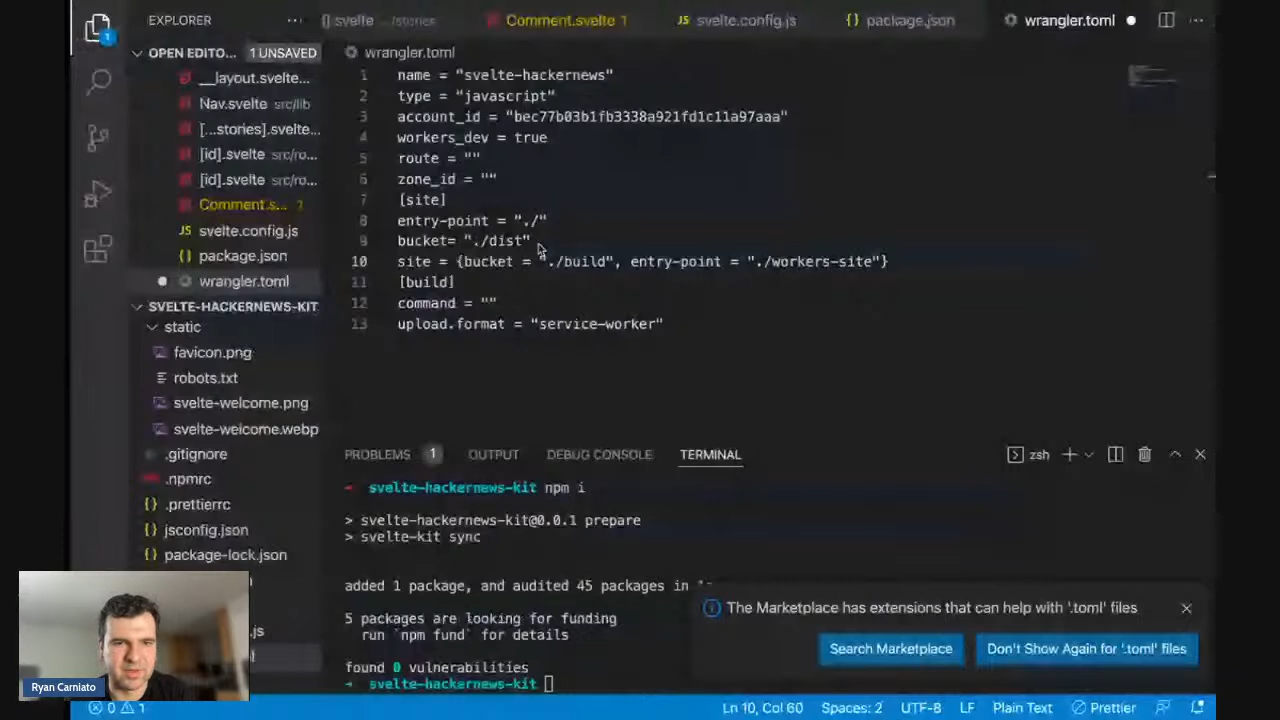 EXPLORER
svelte .../stories
Comment.svelte 1
svelte.config.js
package.json
wrangler.toml
1
OPEN EDITO... 1 UNSAVED
__layout.svelte...
Nav.svelte src/lib
[...stories].svelte...
[id].svelte src/ro...
[id].svelte src/ro...
Comment.s...
svelte.config.js
package.json
wrangler.toml
SVELTE-HACKERNEWS-KIT
static
favicon.png
robots.txt
svelte-welcome.png
svelte-welcome.webp
.gitignore
.npmrc
.prettierrc
jsconfig.json
package-lock.json
wrangler.toml
1 name = "svelte-hackernews"
2 type = "javascript"
3 account_id = "bec77b03b1fb3338a921fd1c11a97aaa"
4 workers_dev = true
5 route = ""
6 zone_id = ""
7 [site]
8 entry-point = "./"
9 bucket= "./dist"
10 site = {bucket = "./build", entry-point = "./workers-site"}
11 [build]
12 command = ""
13 upload.format = "service-worker"
PROBLEMS 1 OUTPUT DEBUG CONSOLE TERMINAL
zsh
svelte-hackernews-kit npm i
> svelte-hackernews-kit@0.0.1 prepare
> svelte-kit sync
added 1 package, and audited 45 packages in
5 packages are looking for funding
run `npm fund` for details
found 0 vulnerabilities
svelte-hackernews-kit
The Marketplace has extensions that can help with '.toml' files
Search Marketplace
Don't Show Again for '.toml' files
Ryan Carniato
0 1
Ln 10, Col 60 Spaces: 2 UTF-8 LF Plain Text Prettier